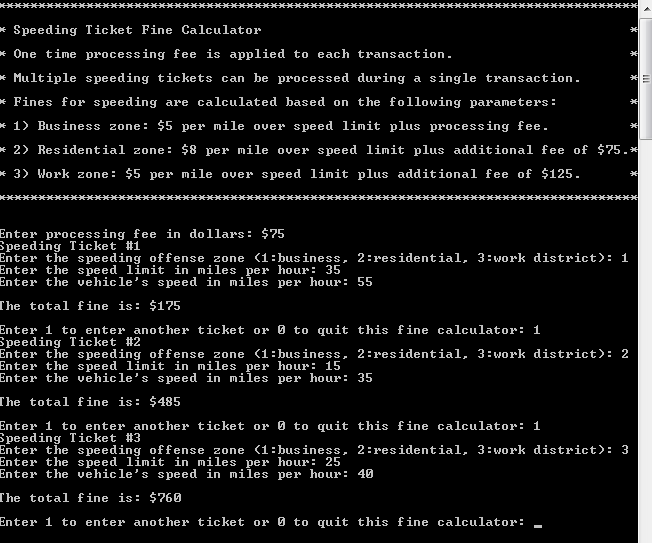 *******************************************************************************
* Speeding Ticket Fine Calculator *
* One time processing fee is applied to each transaction. *
* Multiple speeding tickets can be processed during a single transaction. *
* Fines for speeding are calculated based on the following parameters: *
* 1) Business zone: $5 per mile over speed limit plus processing fee. *
* 2) Residential zone: $8 per mile over speed limit plus additional fee of $75.*
* 3) Work zone: $5 per mile over speed limit plus additional fee of $125. *
*******************************************************************************
Enter processing fee in dollars: $75
Speeding Ticket #1
Enter the speeding offense zone (1:business, 2:residential, 3:work district): 1
Enter the speed limit in miles per hour: 35
Enter the vehicle's speed in miles per hour: 55
The total fine is: $175
Enter 1 to enter another ticket or 0 to quit this fine calculator: 1
Speeding Ticket #2
Enter the speeding offense zone (1:business, 2:residential, 3:work district): 2
Enter the speed limit in miles per hour: 15
Enter the vehicle's speed in miles per hour: 35
The total fine is: $485
Enter 1 to enter another ticket or 0 to quit this fine calculator: 1
Speeding Ticket #3
Enter the speeding offense zone (1:business, 2:residential, 3:work district): 3
Enter the speed limit in miles per hour: 25
Enter the vehicle's speed in miles per hour: 40
The total fine is: $760
Enter 1 to enter another ticket or 0 to quit this fine calculator: _